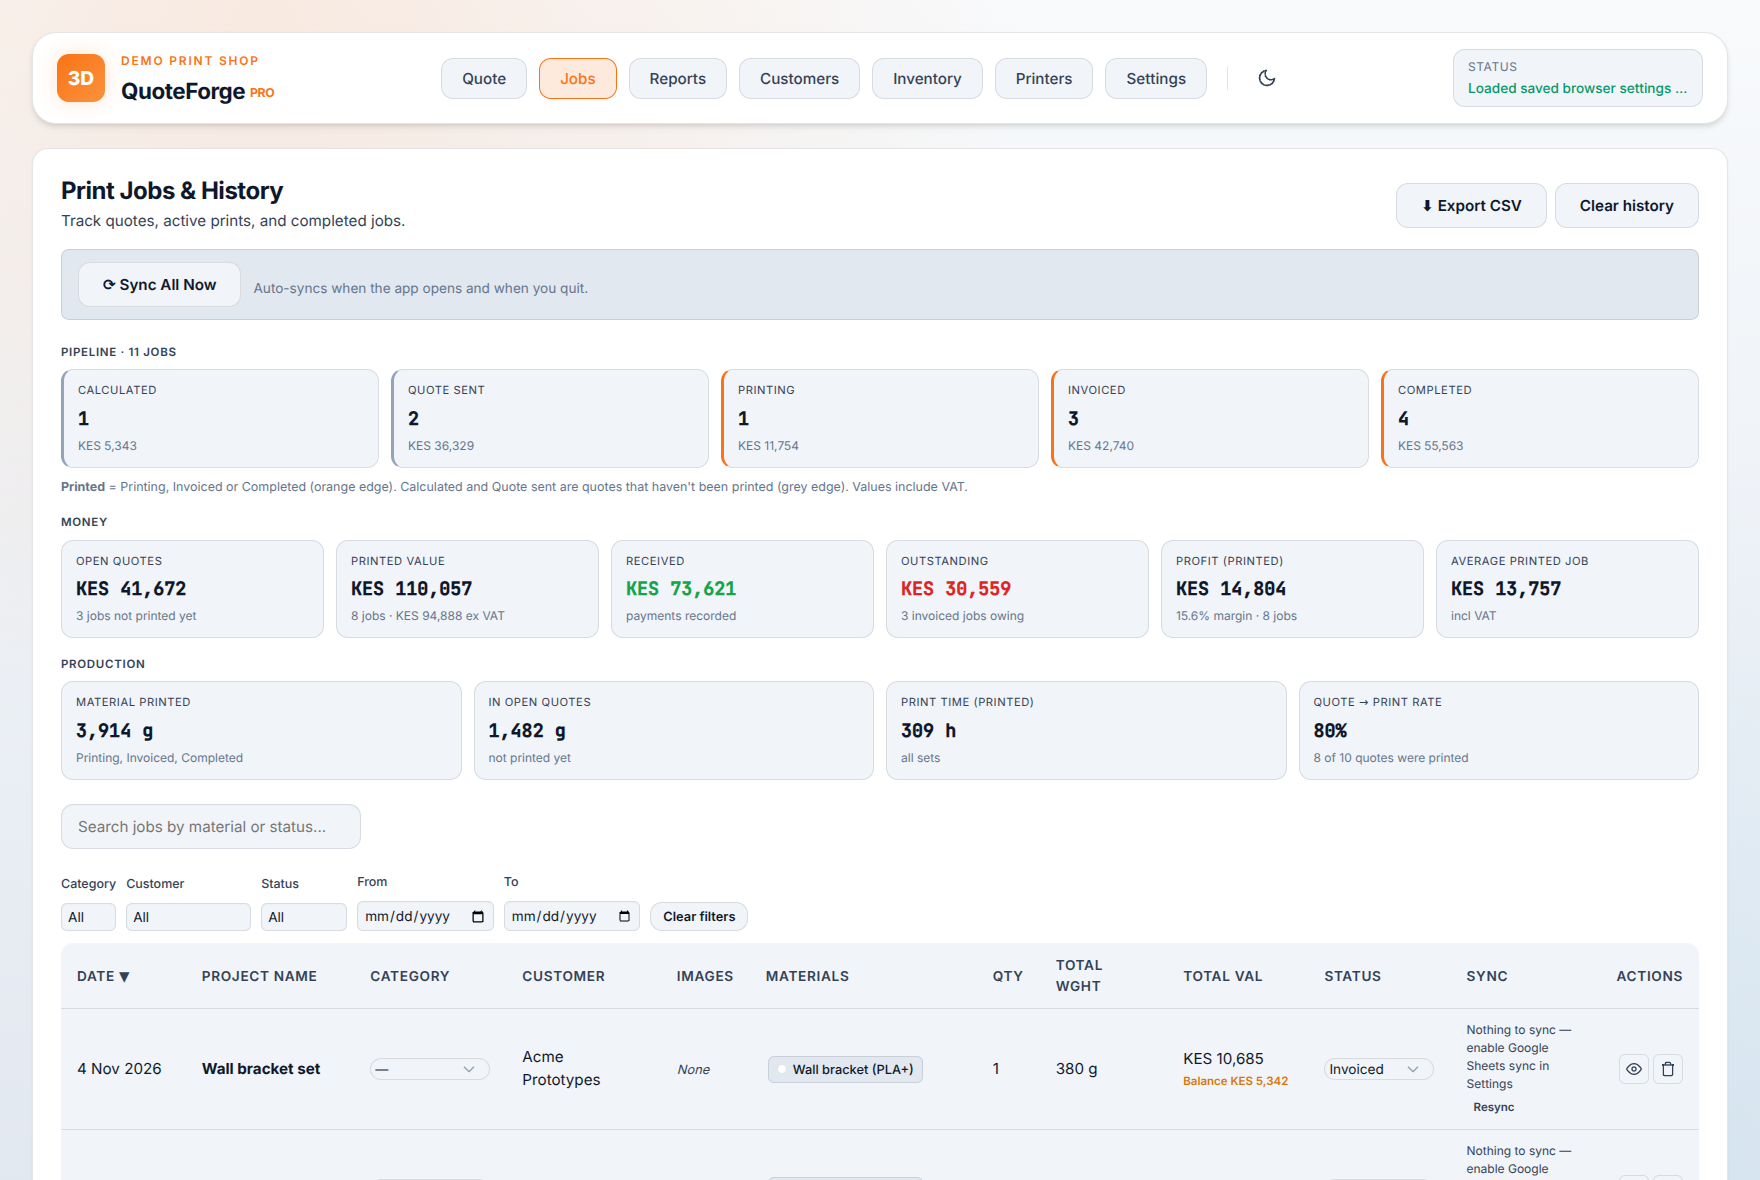 3D
DEMO PRINT SHOP
QuoteForge PRO
Quote
Jobs
Reports
Customers
Inventory
Printers
Settings
STATUS
Loaded saved browser settings ...
Print Jobs & History
Track quotes, active prints, and completed jobs.
⬇ Export CSV
Clear history
⟳ Sync All Now
Auto-syncs when the app opens and when you quit.
PIPELINE · 11 JOBS
CALCULATED
1
KES 5,343
QUOTE SENT
2
KES 36,329
PRINTING
1
KES 11,754
INVOICED
3
KES 42,740
COMPLETED
4
KES 55,563
Printed = Printing, Invoiced or Completed (orange edge). Calculated and Quote sent are quotes that haven't been printed (grey edge). Values include VAT.
MONEY
OPEN QUOTES
KES 41,672
3 jobs not printed yet
PRINTED VALUE
KES 110,057
8 jobs · KES 94,888 ex VAT
RECEIVED
KES 73,621
payments recorded
OUTSTANDING
KES 30,559
3 invoiced jobs owing
PROFIT (PRINTED)
KES 14,804
15.6% margin · 8 jobs
AVERAGE PRINTED JOB
KES 13,757
incl VAT
PRODUCTION
MATERIAL PRINTED
3,914 g
Printing, Invoiced, Completed
IN OPEN QUOTES
1,482 g
not printed yet
PRINT TIME (PRINTED)
309 h
all sets
QUOTE → PRINT RATE
80%
8 of 10 quotes were printed
Search jobs by material or status...
Category
Customer
Status
From
To
All
All
All
mm/dd/yyyy
mm/dd/yyyy
Clear filters
DATE ▼
PROJECT NAME
CATEGORY
CUSTOMER
IMAGES
MATERIALS
QTY
TOTAL
WGHT
TOTAL VAL
STATUS
SYNC
ACTIONS
4 Nov 2026
Wall bracket set
—
Acme
Prototypes
None
Wall bracket (PLA+)
1
380 g
KES 10,685
Balance KES 5,342
Invoiced
Nothing to sync —
enable Google
Sheets sync in
Settings
Resync
Nothing to sync —
enable Google